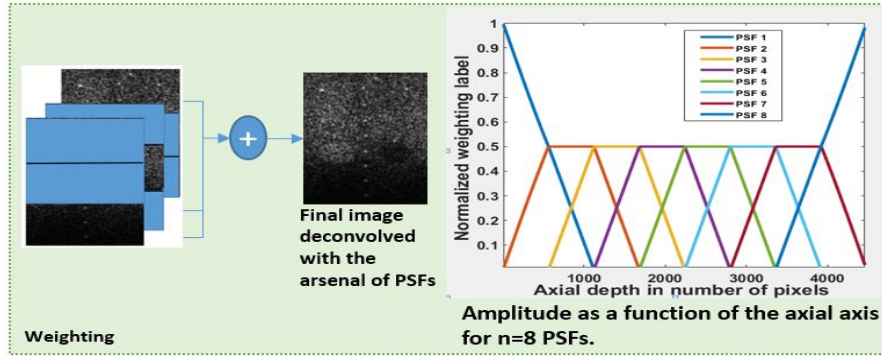 +
Final image
deconvolved
with the
arsenal of PSFs
Weighting
Normalized weighting label
1
0.9
0.8
0.7
0.6
0.5
0.4
0.3
0.2
0.1
PSF 1
PSF 2
PSF 3
PSF 4
PSF 5
PSF 6
PSF 7
PSF 8
1000 2000 3000 4000
Axial depth in number of pixels
Amplitude as a function of the axial axis
for n=8 PSFs.